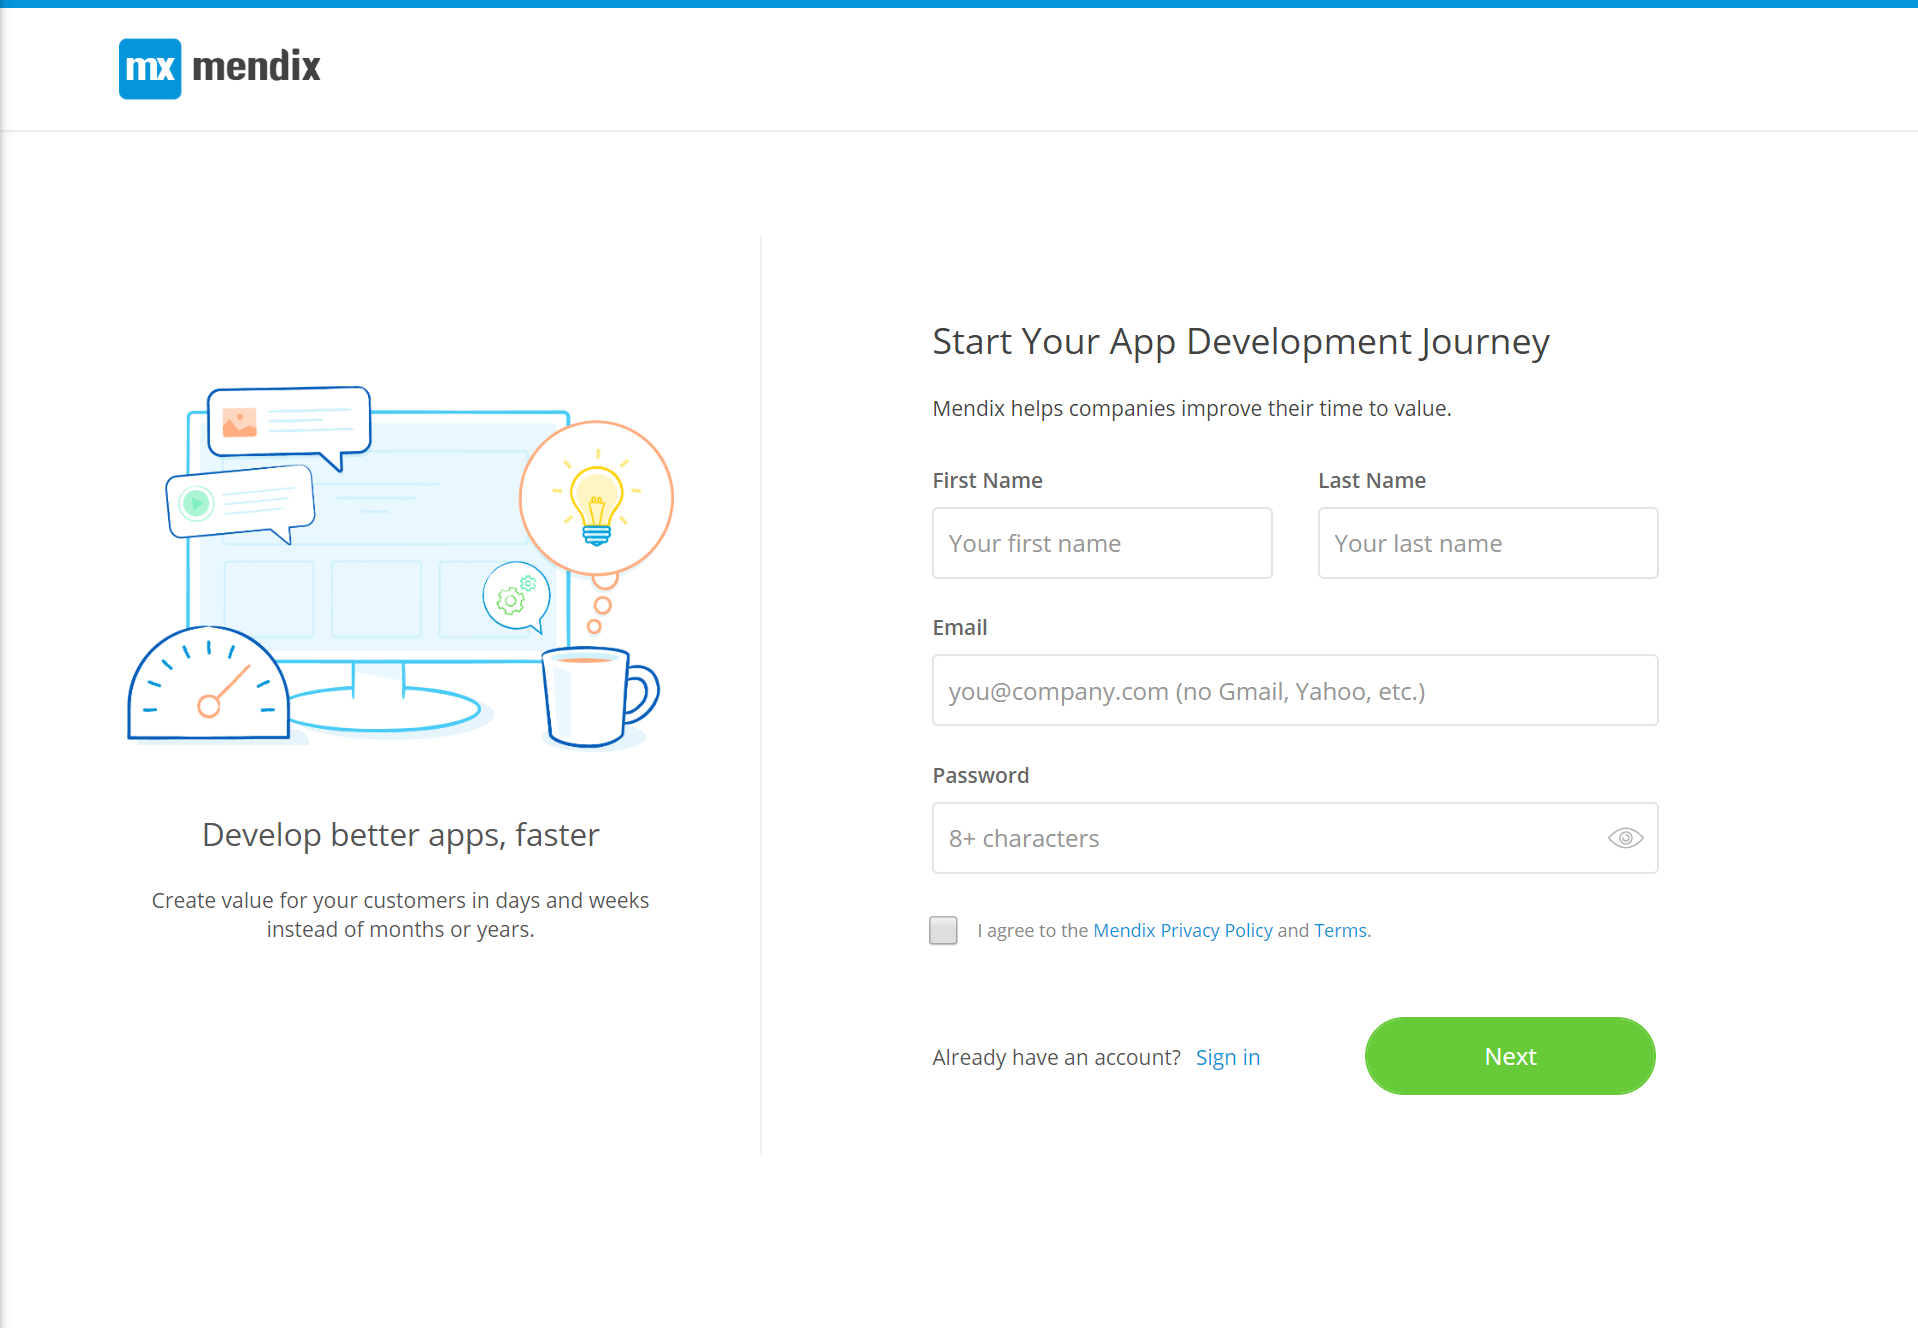 mx mendix
Start Your App Development Journey
Mendix helps companies improve their time to value.
First Name
Last Name
Your first name
Your last name
Email
you@company.com (no Gmail, Yahoo, etc.)
Password
8+ characters
I agree to the Mendix Privacy Policy and Terms.
Already have an account? Sign in
Next
Develop better apps, faster
Create value for your customers in days and weeks
instead of months or years.